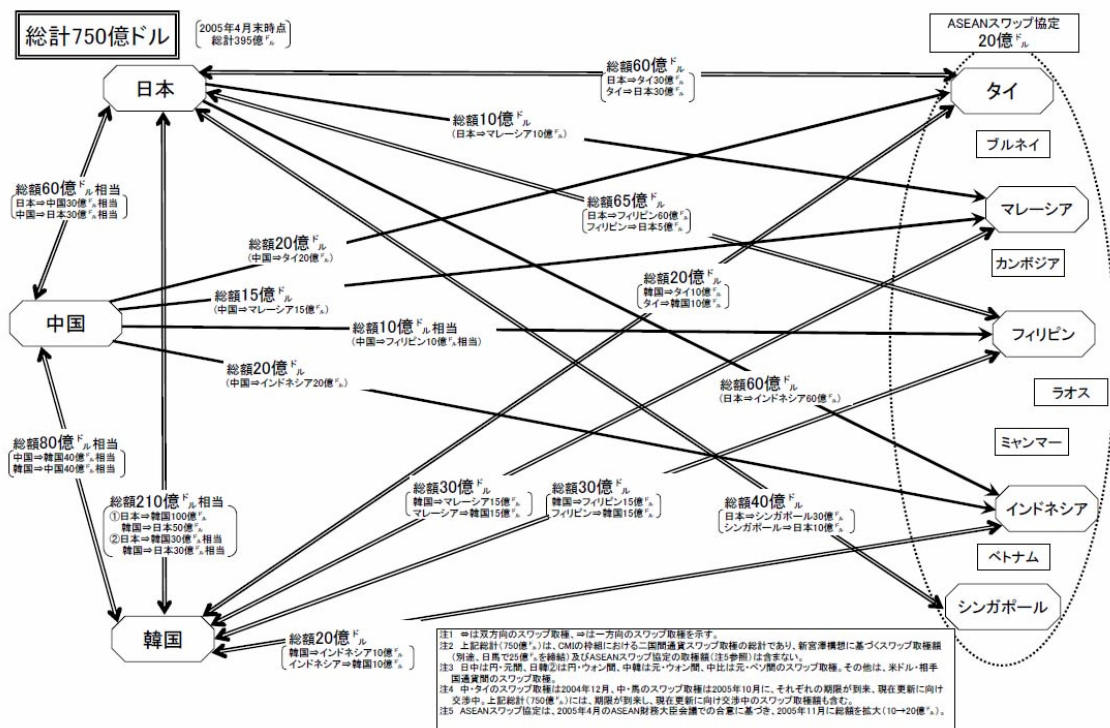 総計750億ドル
2005年4月末時点
総計395億ドル
ASEANスワップ協定
20億ドル
日本
タイ
総額60億ドル
日本⇒タイ30億ドル
タイ⇒日本30億ドル
総額10億ドル
(日本⇒マレーシア10億ドル)
ブルネイ
総額60億ドル相当
日本⇒中国30億ドル相当
中国⇒日本30億ドル相当
総額65億ドル
日本⇒フィリピン60億ドル
フィリピン⇒日本5億ドル
マレーシア
総額20億ドル
(中国⇒タイ20億ドル)
カンボジア
総額20億ドル
韓国⇒タイ10億ドル
タイ⇒韓国10億ドル
総額15億ドル
(中国⇒マレーシア15億ドル)
中国
総額10億ドル相当
(中国⇒フィリピン10億ドル相当)
フィリピン
総額20億ドル
(中国⇒インドネシア20億ドル)
総額60億ドル
(日本⇒インドネシア60億ドル)
ラオス
ミャンマー
総額80億ドル相当
中国⇒韓国40億ドル相当
韓国⇒中国40億ドル相当
総額210億ドル相当
①日本⇒韓国100億ドル
韓国⇒日本50億ドル
②日本⇒韓国30億ドル相当
韓国⇒日本30億ドル相当
総額30億ドル
韓国⇒マレーシア15億ドル
マレーシア⇒韓国15億ドル
総額30億ドル
韓国⇒フィリピン15億ドル
フィリピン⇒韓国15億ドル
総額40億ドル
日本⇒シンガポール30億ドル
シンガポール⇒日本10億ドル
インドネシア
ベトナム
シンガポール
韓国
総額20億ドル
韓国⇒インドネシア10億ドル
インドネシア⇒韓国10億ドル
注1 ⇔は双方向のスワップ取極、⇒は一方向のスワップ取極を示す。
注2 上記総計(750億ドル)は、CMIの枠組における二国間通貨スワップ取極の総計であり、新宮澤構想に基づくスワップ取極額
(別途、日馬で25億ドルを締結)及びASEANスワップ協定の取極額(注5参照)は含まない。
注3 日中は円・元間、日韓②は円・ウォン間、中韓は元・ウォン間、中比は元・ペソ間のスワップ取極。その他は、米ドル・相手
国通貨間のスワップ取極。
注4 中・タイのスワップ取極は2004年12月、中・馬のスワップ取極は2005年10月に、それぞれの期限が到来、現在更新に向け
交渉中。上記総計(750億ドル)には、期限が到来し、現在更新に向け交渉中のスワップ取極額も含む。
注5 ASEANスワップ協定は、2005年4月のASEAN財務大臣会議での合意に基づき、2005年11月に総額を拡大(10→20億ドル)。